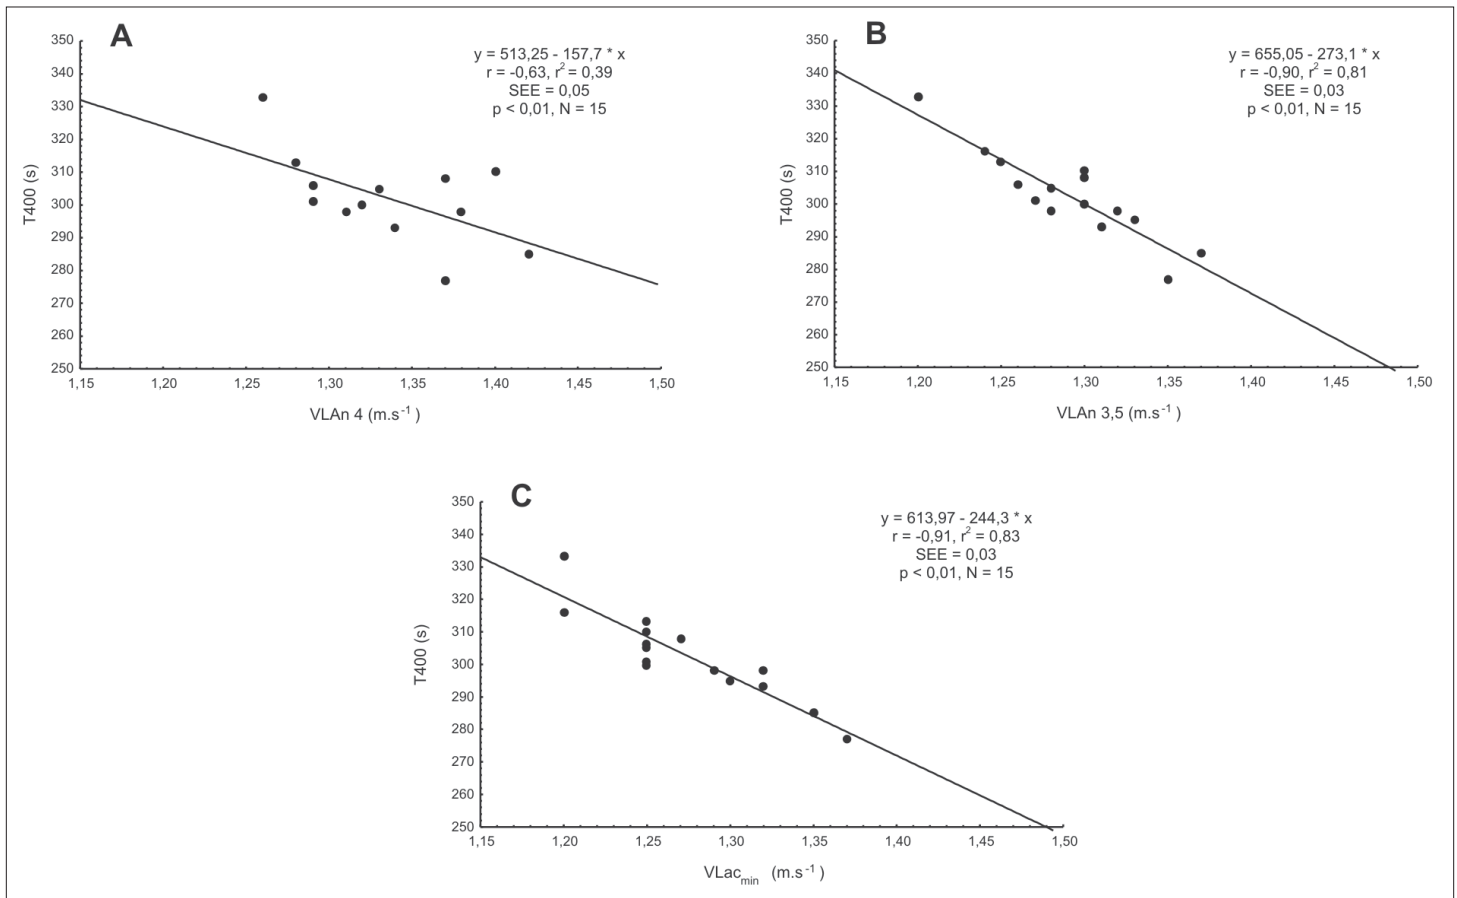 A
y = 513,25 - 157,7 * x
r = -0,63, r² = 0,39
SEE = 0,05
p < 0,01, N = 15
350
340
330
320
310
300
290
280
270
260
250
T400 (s)
1,15 1,20 1,25 1,30 1,35 1,40 1,45 1,50
VLAn 4 (m.s⁻¹ )
B
y = 655,05 - 273,1 * x
r = -0,90, r² = 0,81
SEE = 0,03
p < 0,01, N = 15
350
340
330
320
310
300
290
280
270
260
250
T400 (s)
1,15 1,20 1,25 1,30 1,35 1,40 1,45 1,50
VLAn 3,5 (m.s⁻¹ )
C
y = 613,97 - 244,3 * x
r = -0,91, r² = 0,83
SEE = 0,03
p < 0,01, N = 15
350
340
330
320
310
300
290
280
270
260
250
T400 (s)
1,15 1,20 1,25 1,30 1,35 1,40 1,45 1,50
VLac_min (m.s⁻¹ )